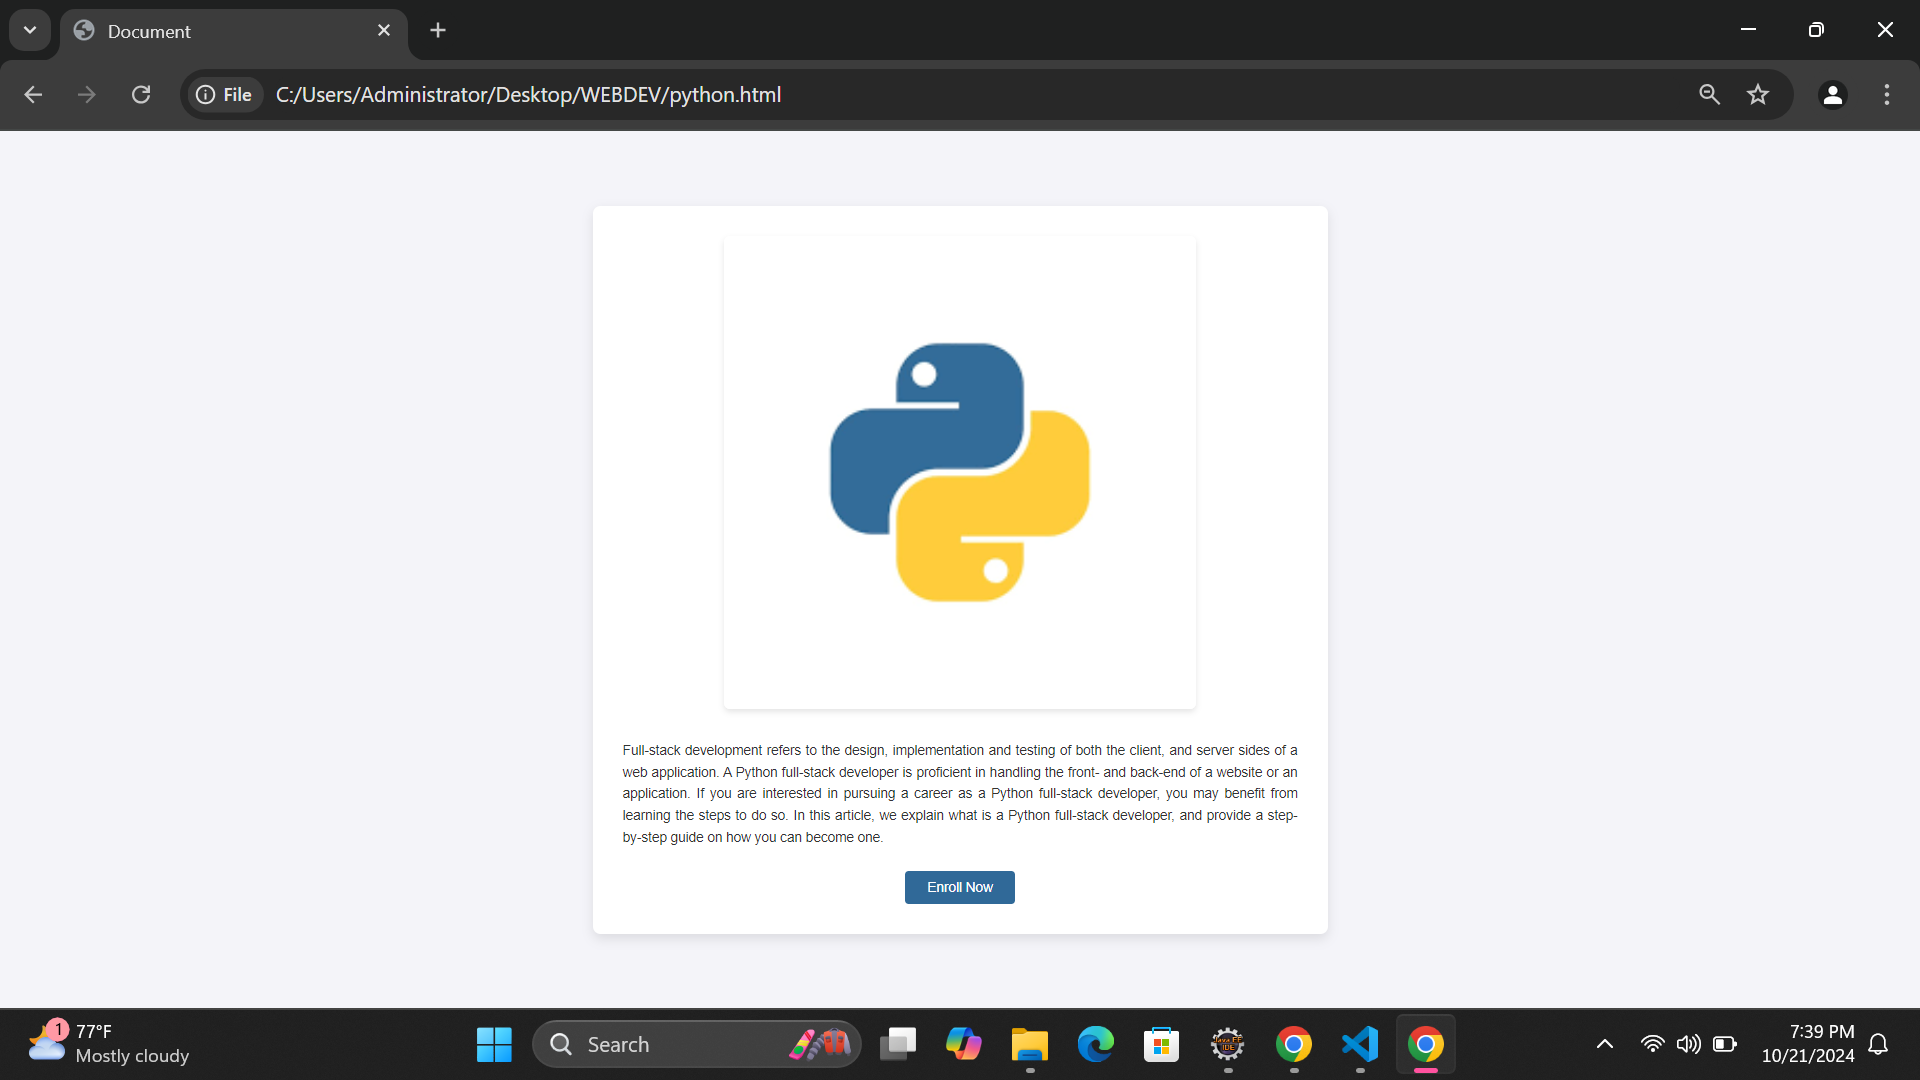 Document
File
C:/Users/Administrator/Desktop/WEBDEV/python.html
Full-stack development refers to the design, implementation and testing of both the client, and server sides of a
web application. A Python full-stack developer is proficient in handling the front- and back-end of a website or an
application. If you are interested in pursuing a career as a Python full-stack developer, you may benefit from
learning the steps to do so. In this article, we explain what is a Python full-stack developer, and provide a step-
by-step guide on how you can become one.
Enroll Now
1
77°F
Mostly cloudy
Search
Java EE
IDE
7:39 PM
10/21/2024